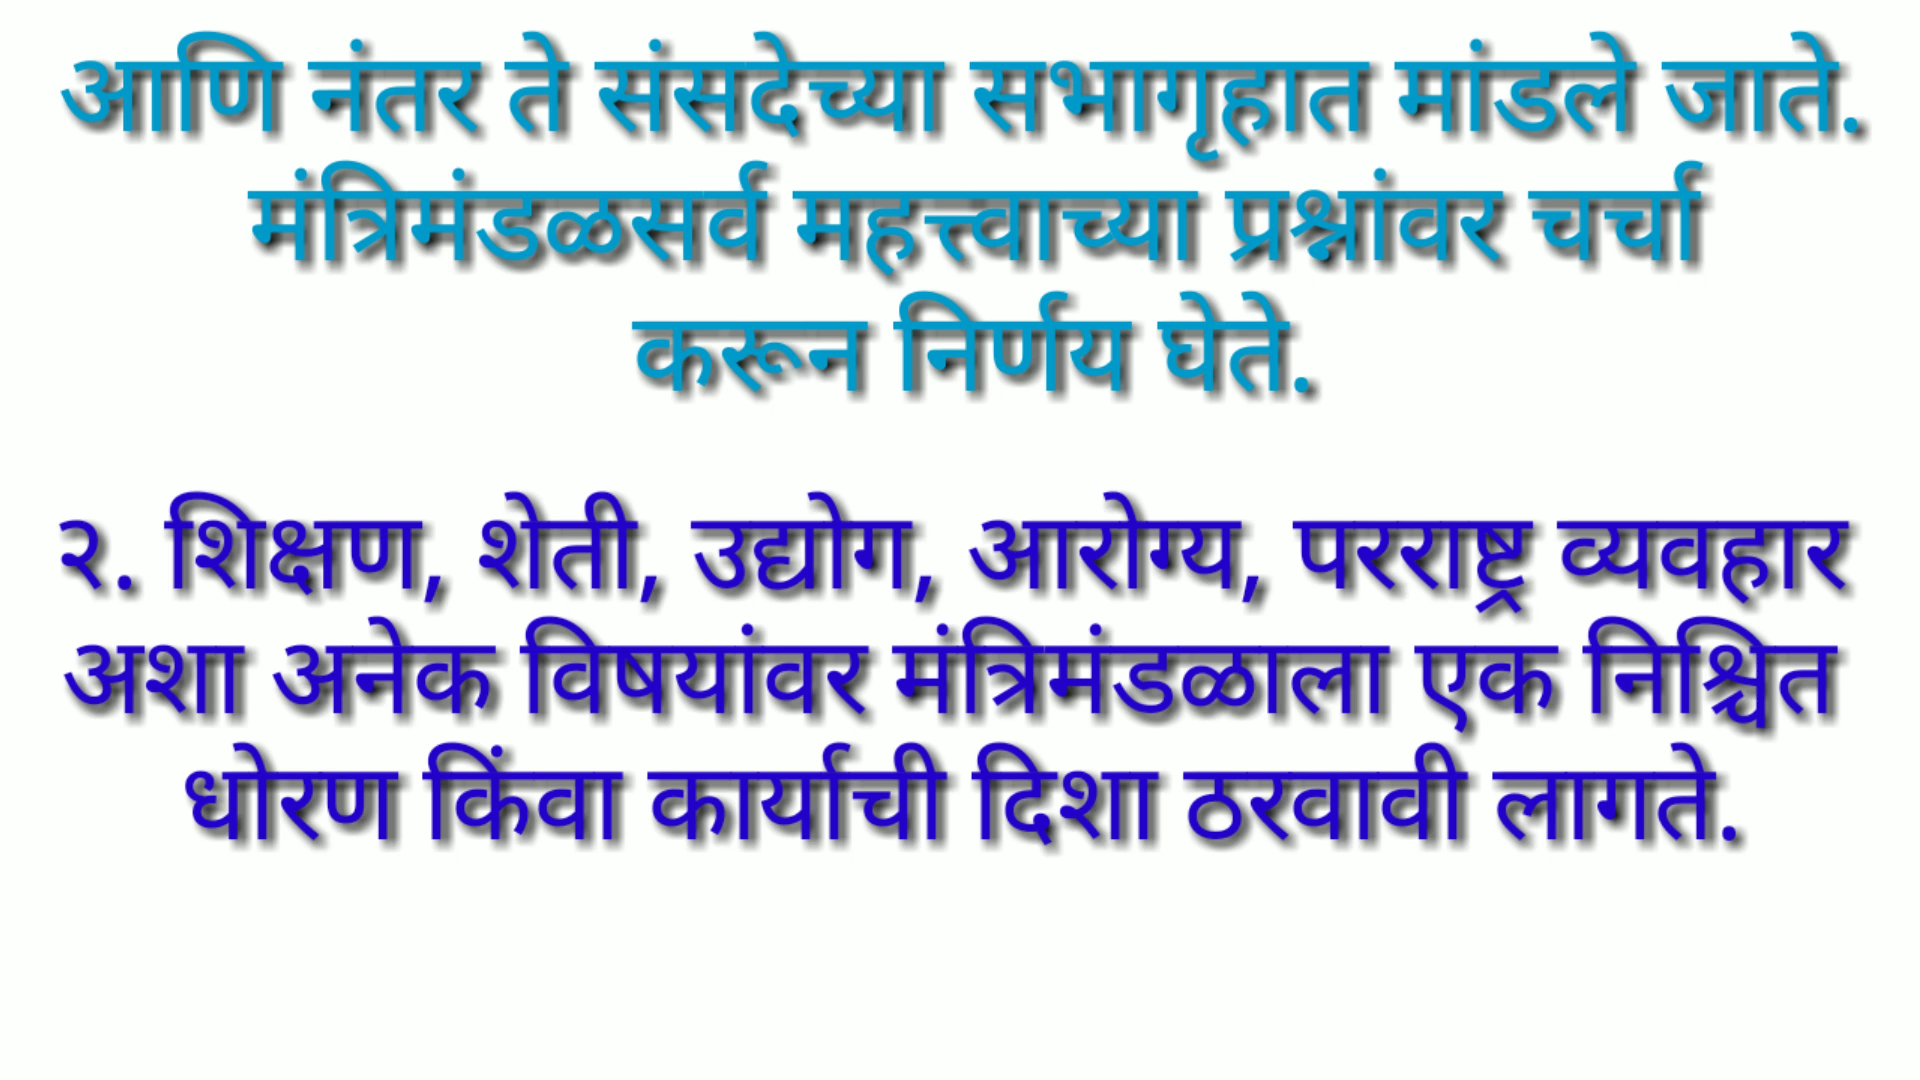 आणि नंतर ते संसदेच्या सभागृहात मांडले जाते.
मंत्रिमंडळसर्व महत्त्वाच्या प्रश्नांवर चर्चा
करून निर्णय घेते.
२. शिक्षण, शेती, उद्योग, आरोग्य, परराष्ट्र व्यवहार
अशा अनेक विषयांवर मंत्रिमंडळाला एक निश्चित
धोरण किंवा कार्याची दिशा ठरवावी लागते.